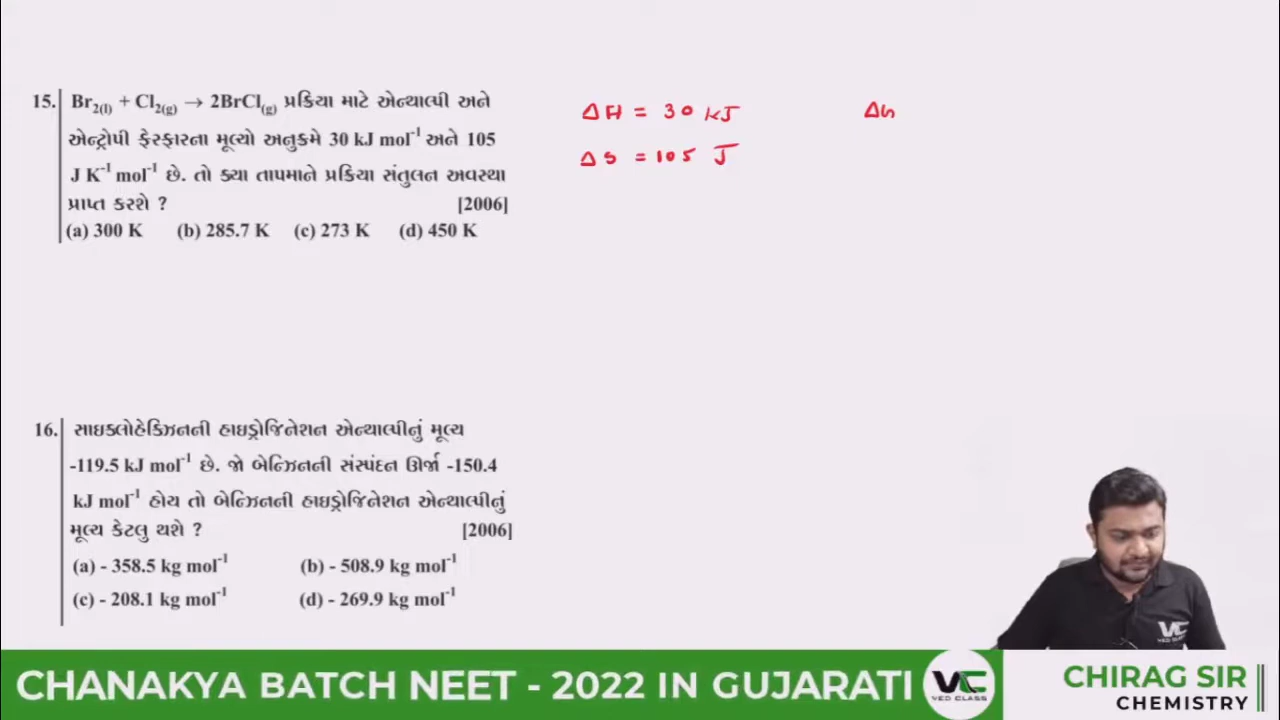 15. Br2(l) + Cl2(g) → 2BrCl(g) પ્રક્રિયા માટે એન્થાલ્પી અને
એન્ટ્રોપી ફેરફારના મૂલ્યો અનુક્રમે 30 kJ mol⁻¹ અને 105
J K⁻¹ mol⁻¹ છે. તો ક્યા તાપમાને પ્રક્રિયા સંતુલન અવસ્થા
પ્રાપ્ત કરશે ? [2006]
(a) 300 K (b) 285.7 K (c) 273 K (d) 450 K
ΔH = 30 kJ
ΔS = 105 J
ΔG
16. સાઇક્લોહેક્ઝિનની હાઇડ્રોજિનેશન એન્થાલ્પીનું મૂલ્ય
-119.5 kJ mol⁻¹ છે. જો બેન્ઝિનની સંસ્પંદન ઊર્જા -150.4
kJ mol⁻¹ હોય તો બેન્ઝિનની હાઇડ્રોજિનેશન એન્થાલ્પીનું
મૂલ્ય કેટલુ થશે ? [2006]
(a) - 358.5 kg mol⁻¹ (b) - 508.9 kg mol⁻¹
(c) - 208.1 kg mol⁻¹ (d) - 269.9 kg mol⁻¹
VC
VED CLASS
CHANAKYA BATCH NEET - 2022 IN GUJARATI
VC
VED CLASS
CHIRAG SIR
CHEMISTRY